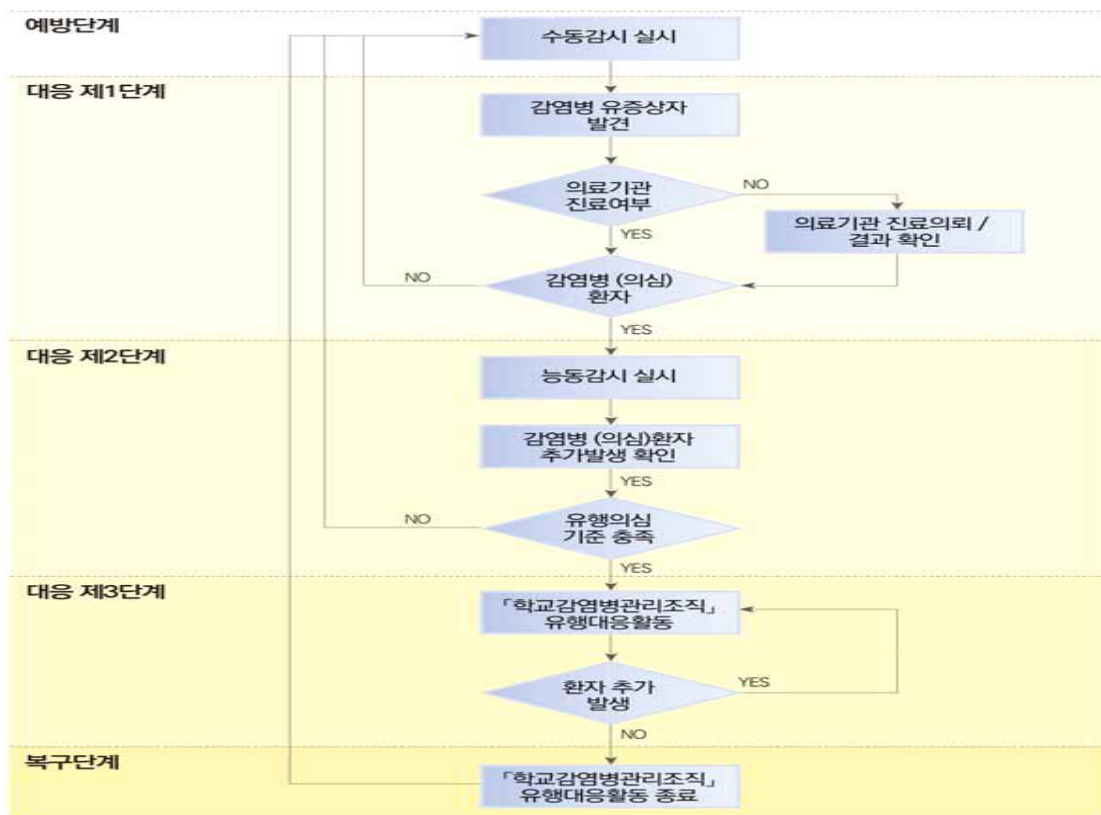 예방단계
수동감시 실시
대응 제1단계
감염병 유증상자
발견
의료기관
진료여부
NO
의료기관 진료의뢰 /
결과 확인
YES
NO
감염병 (의심)
환자
YES
대응 제2단계
능동감시 실시
감염병 (의심)환자
추가발생 확인
YES
NO
유행의심
기준 충족
YES
대응 제3단계
「학교감염병관리조직」
유행대응활동
환자 추가
발생
YES
NO
복구단계
「학교감염병관리조직」
유행대응활동 종료